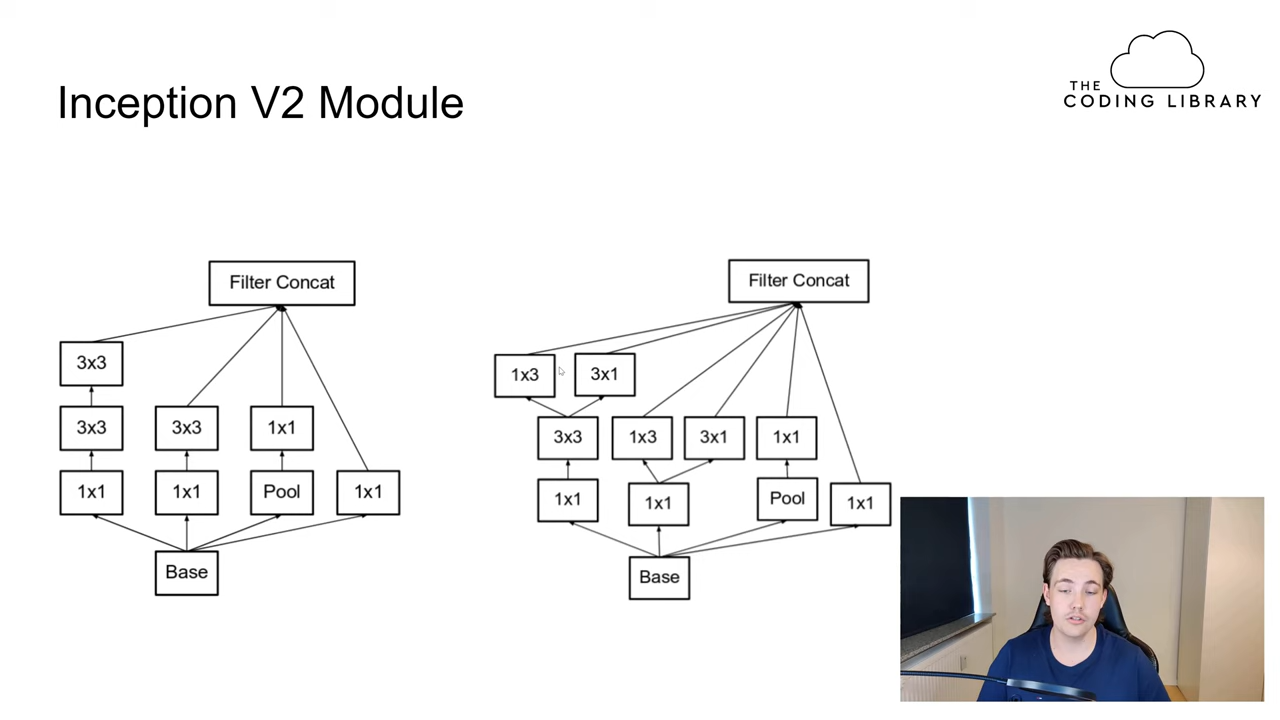 Inception V2 Module
THE
CODING LIBRARY
Filter Concat
3x3
3x3
3x3
1x1
1x1
1x1
Pool
1x1
Base
Filter Concat
1x3
3x1
3x3
1x3
3x1
1x1
1x1
1x1
Pool
1x1
Base